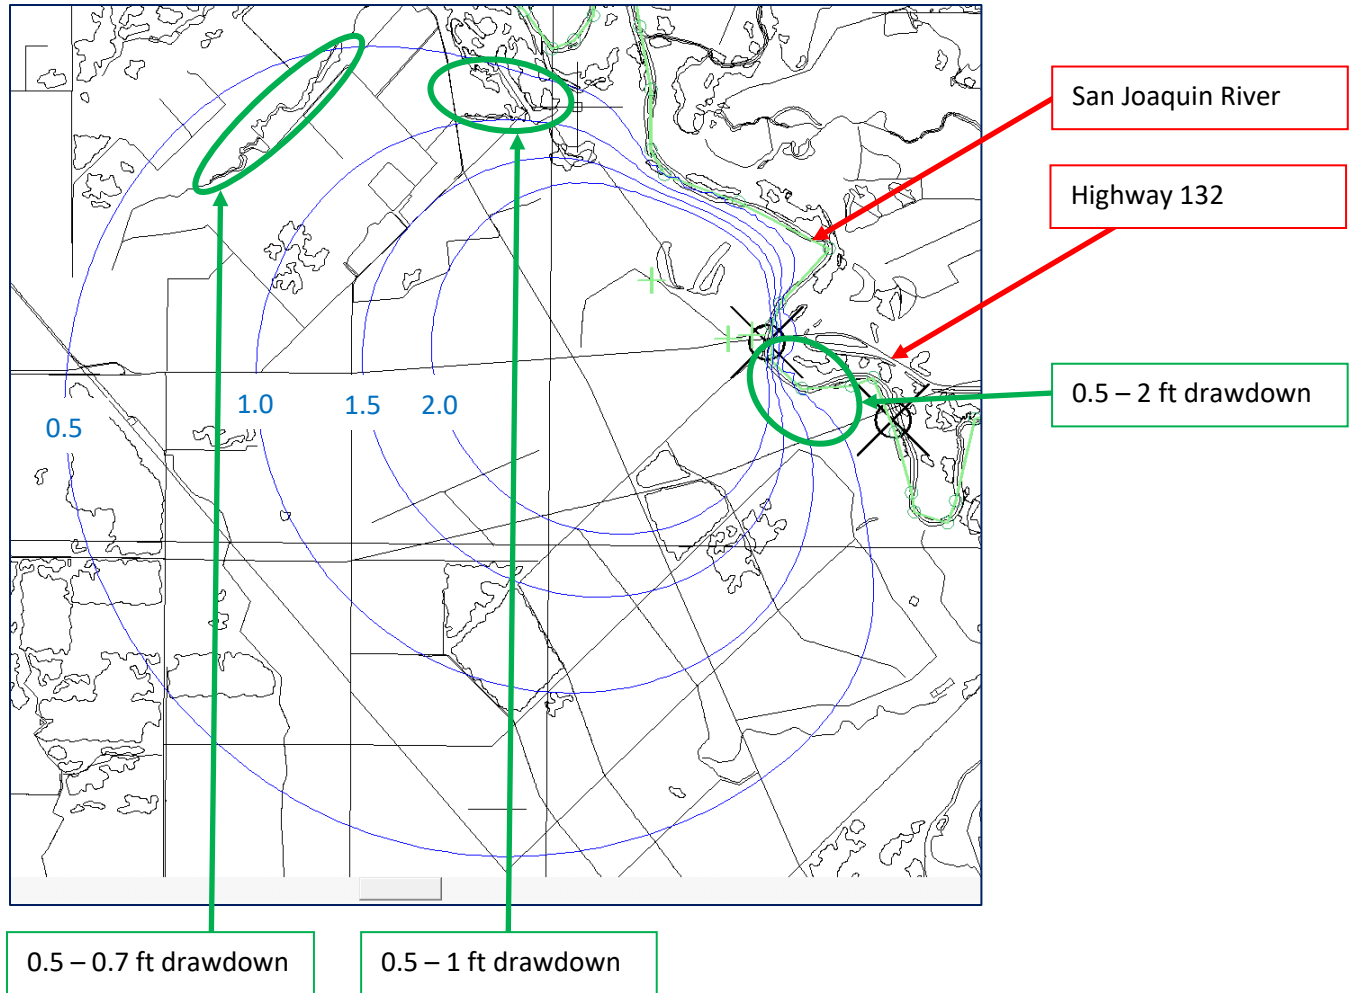 San Joaquin River
Highway 132
0.5 – 2 ft drawdown
0.5
1.0
1.5
2.0
0.5 – 0.7 ft drawdown
0.5 – 1 ft drawdown